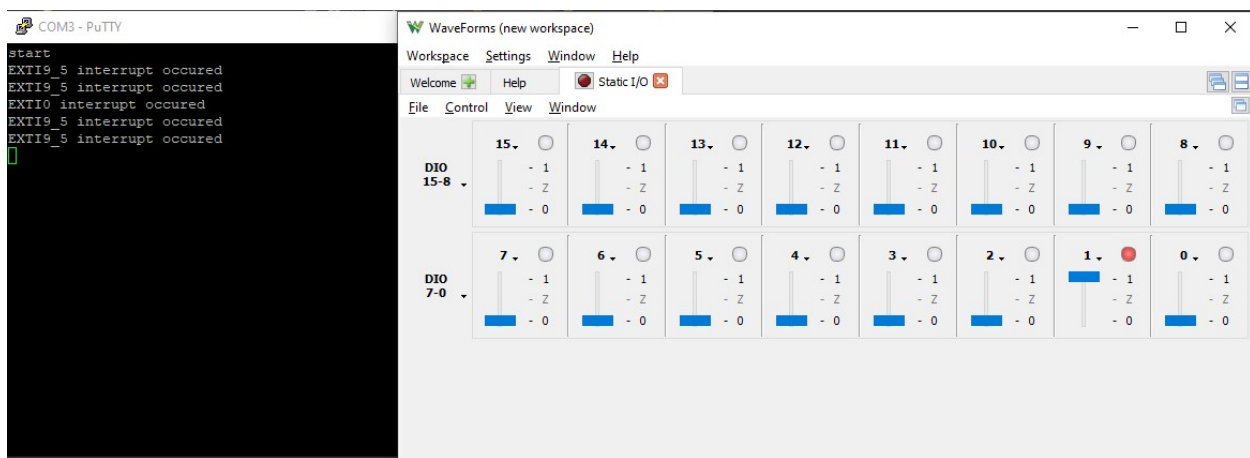 COM3 - PuTTY
start
EXTI9_5 interrupt occured
EXTI9_5 interrupt occured
EXTI0 interrupt occured
EXTI9_5 interrupt occured
EXTI9_5 interrupt occured
WaveForms (new workspace)
Workspace Settings Window Help
Welcome Help Static I/O
File Control View Window
15 14 13 12 11 10 9 8
DIO - 1 - 1 - 1 - 1 - 1 - 1 - 1 - 1
15-8 - Z - Z - Z - Z - Z - Z - Z - Z
- 0 - 0 - 0 - 0 - 0 - 0 - 0 - 0
7 6 5 4 3 2 1 0
DIO - 1 - 1 - 1 - 1 - 1 - 1 - 1 - 1
7-0 - Z - Z - Z - Z - Z - Z - Z - Z
- 0 - 0 - 0 - 0 - 0 - 0 - 0 - 0